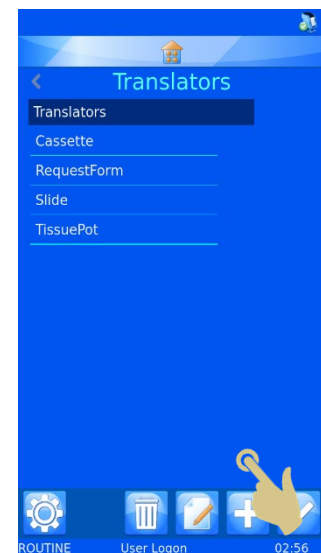 Translators
Translators
Cassette
RequestForm
Slide
TissuePot
ROUTINE User Logon 02:56